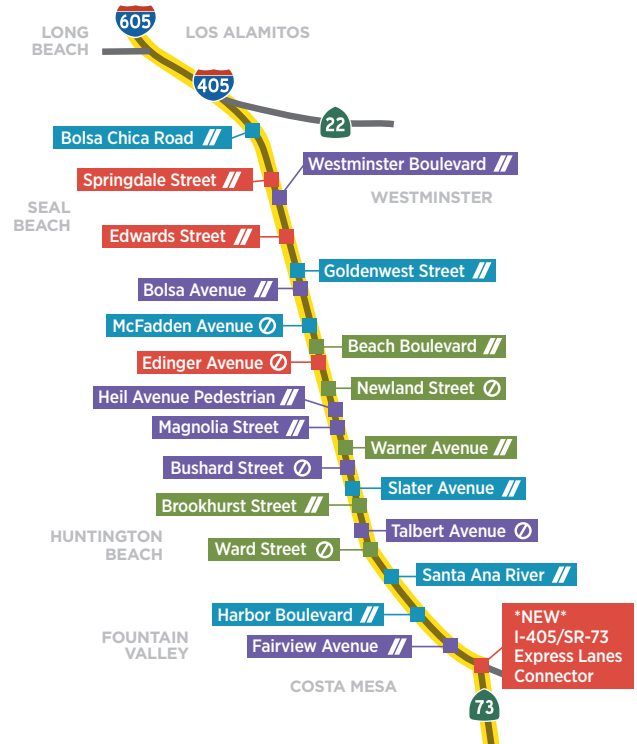 605
LONG
BEACH
LOS ALAMITOS
405
22
Bolsa Chica Road
Westminster Boulevard
Springdale Street
WESTMINSTER
SEAL
BEACH
Edwards Street
Goldenwest Street
Bolsa Avenue
McFadden Avenue
Beach Boulevard
Edinger Avenue
Newland Street
Heil Avenue Pedestrian
Magnolia Street
Warner Avenue
Bushard Street
Slater Avenue
Brookhurst Street
Talbert Avenue
HUNTINGTON
BEACH
Ward Street
Santa Ana River
Harbor Boulevard
*NEW*
I-405/SR-73
Express Lanes
Connector
FOUNTAIN
VALLEY
Fairview Avenue
COSTA MESA
73